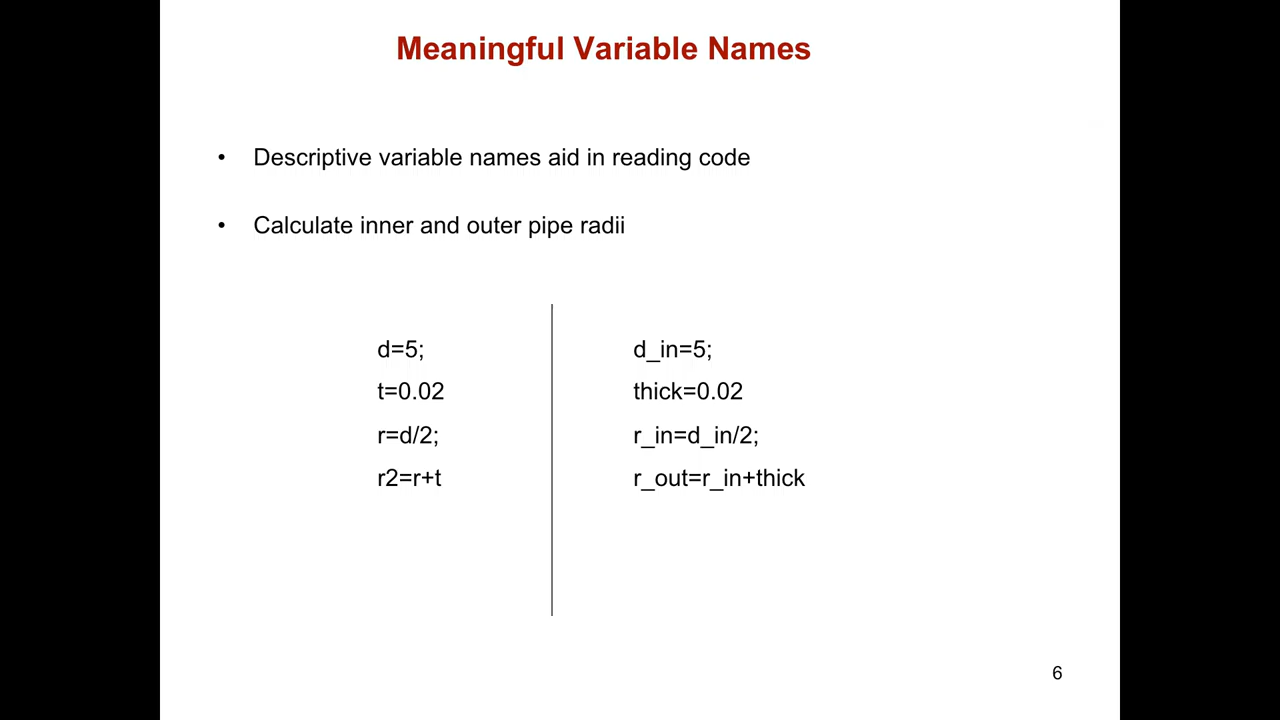 Meaningful Variable Names
• Descriptive variable names aid in reading code
• Calculate inner and outer pipe radii
d=5;
t=0.02
r=d/2;
r2=r+t
d_in=5;
thick=0.02
r_in=d_in/2;
r_out=r_in+thick
6